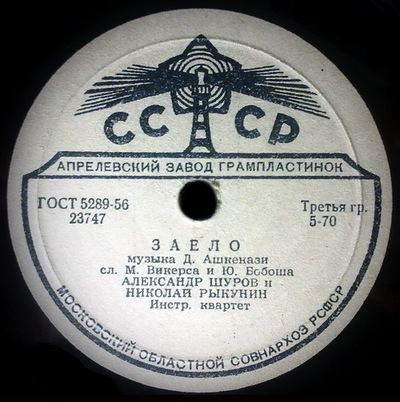 СССР
АПРЕЛЕВСКИЙ ЗАВОД ГРАМПЛАСТИНОК
ГОСТ 5289-56
23747
Третья гр.
5-70
ЗАЕЛО
музыка Д. Ашкенази
сл. М. Викерса и Ю. Бобоша
АЛЕКСАНДР ШУРОВ и
НИКОЛАЙ РЫКУНИН
Инстр. квартет
МОСКОВСКИЙ ОБЛАСТНОЙ СОВНАРХОЗ РСФСР